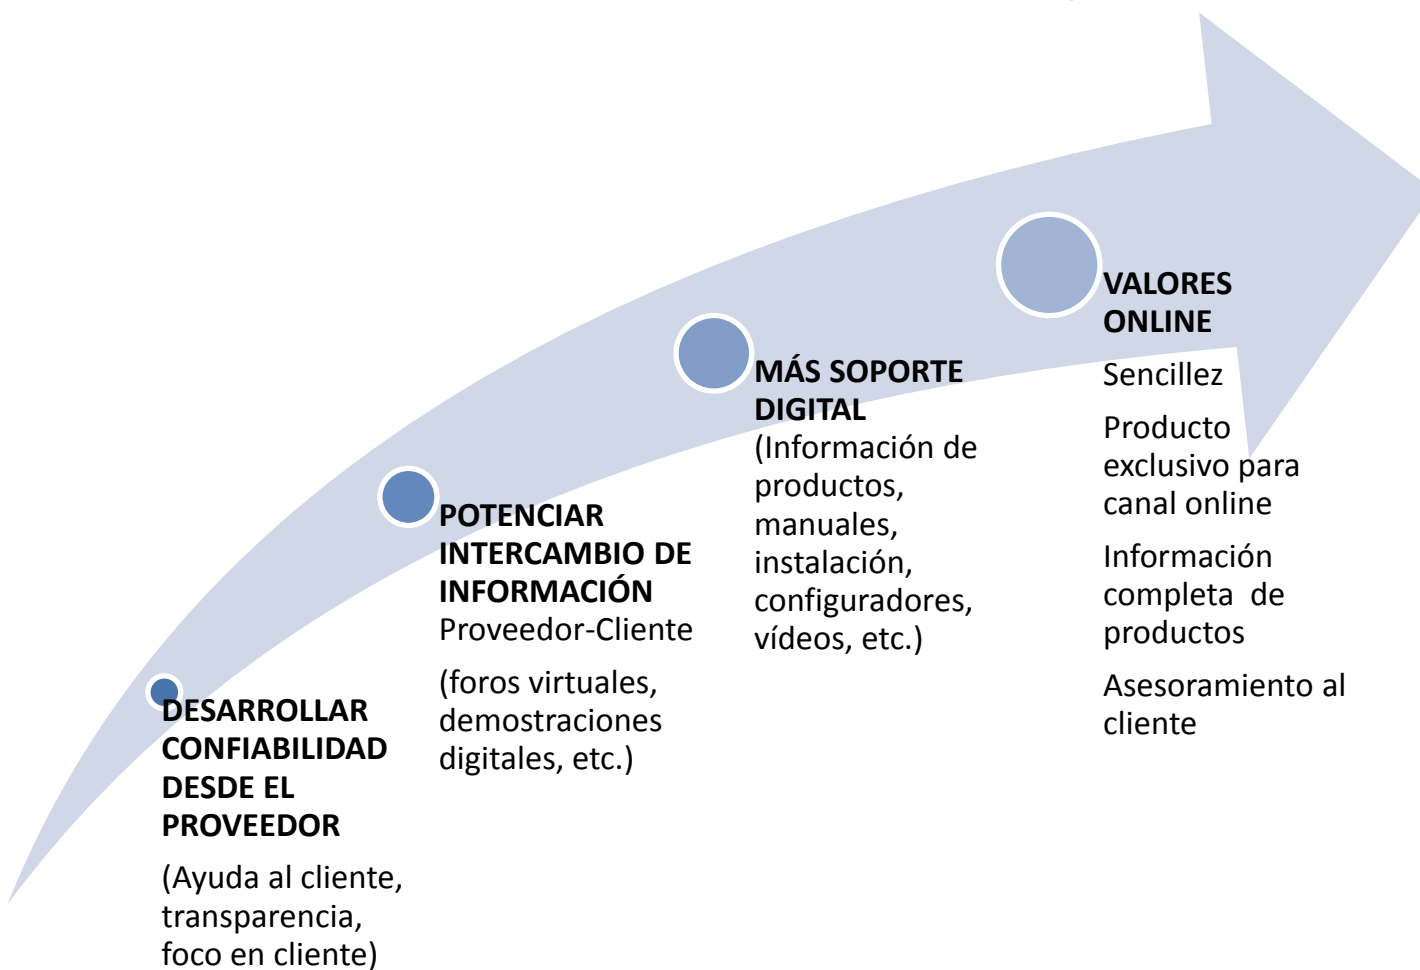 DESARROLLAR
CONFIABILIDAD
DESDE EL
PROVEEDOR
(Ayuda al cliente,
transparencia,
foco en cliente)
POTENCIAR
INTERCAMBIO DE
INFORMACIÓN
Proveedor-Cliente
(foros virtuales,
demostraciones
digitales, etc.)
MÁS SOPORTE
DIGITAL
(Información de
productos,
manuales,
instalación,
configuradores,
vídeos, etc.)
VALORES
ONLINE
Sencillez
Producto
exclusivo para
canal online
Información
completa  de
productos
Asesoramiento al
cliente